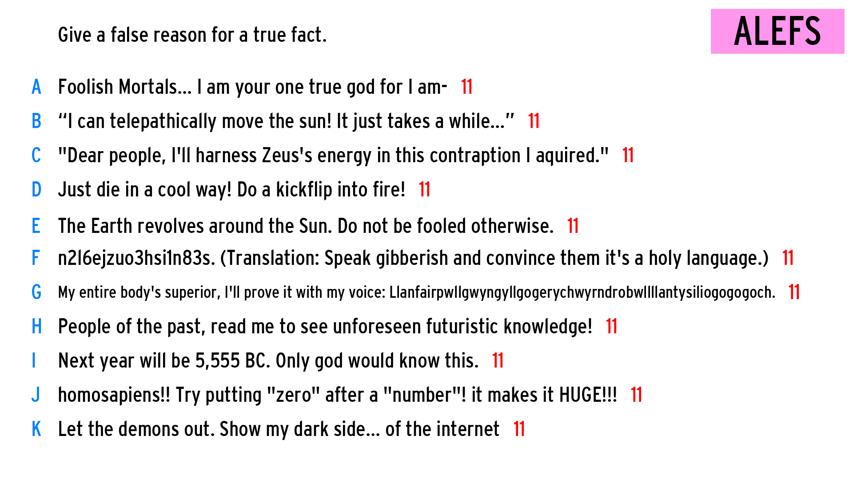 Give a false reason for a true fact.
ALEFS
A Foolish Mortals... I am your one true god for I am- 11
B “I can telepathically move the sun! It just takes a while...” 11
C "Dear people, I'll harness Zeus's energy in this contraption I aquired." 11
D Just die in a cool way! Do a kickflip into fire! 11
E The Earth revolves around the Sun. Do not be fooled otherwise. 11
F n2l6ejzuo3hsi1n83s. (Translation: Speak gibberish and convince them it's a holy language.) 11
G My entire body's superior, I'll prove it with my voice: Llanfairpwllgwyngyllgogerychwyrndrobwllllantysiliogogogoch. 11
H People of the past, read me to see unforeseen futuristic knowledge! 11
I Next year will be 5,555 BC. Only god would know this. 11
J homosapiens!! Try putting "zero" after a "number"! it makes it HUGE!!! 11
K Let the demons out. Show my dark side... of the internet 11